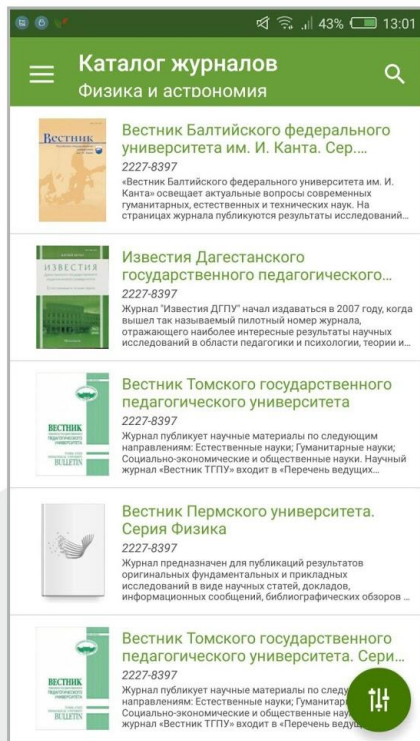 43% 13:01
Каталог журналов
Физика и астрономия
ВЕСТНИК
Вестник Балтийского федерального
университета им. И. Канта. Сер....
2227-8397
«Вестник Балтийского федерального университета им. И.
Канта» освещает актуальные вопросы современных
гуманитарных, естественных и технических наук. На
страницах журнала публикуются результаты исследований...
ИЗВЕСТИЯ
Известия Дагестанского
государственного педагогического...
2227-8397
Журнал "Известия ДГПУ" начал издаваться в 2007 году, когда
вышел так называемый пилотный номер журнала,
отражающего наиболее интересные результаты научных
исследований в области педагогики и психологии, теории и...
ВЕСТНИК
ПЕДАГОГИЧЕСКОГО
УНИВЕРСИТЕТА
BULLETIN
Вестник Томского государственного
педагогического университета
2227-8397
Журнал публикует научные материалы по следующим
направлениям: Естественные науки; Гуманитарные науки;
Социально-экономические и общественные науки. Научный
журнал «Вестник ТГПУ» входит в «Перечень ведущих...
Вестник Пермского университета.
Серия Физика
2227-8397
Журнал предназначен для публикаций результатов
оригинальных фундаментальных и прикладных
исследований в виде научных статей, докладов,
информационных сообщений, библиографических обзоров ...
ВЕСТНИК
ПЕДАГОГИЧЕСКОГО
УНИВЕРСИТЕТА
BULLETIN
Вестник Томского государственного
педагогического университета. Сери...
2227-8397
Журнал публикует научные материалы по следу
направлениям: Естественные науки; Гуманитар
Социально-экономические и общественные нау
журнал «Вестник ТГПУ» входит в «Перечень веду